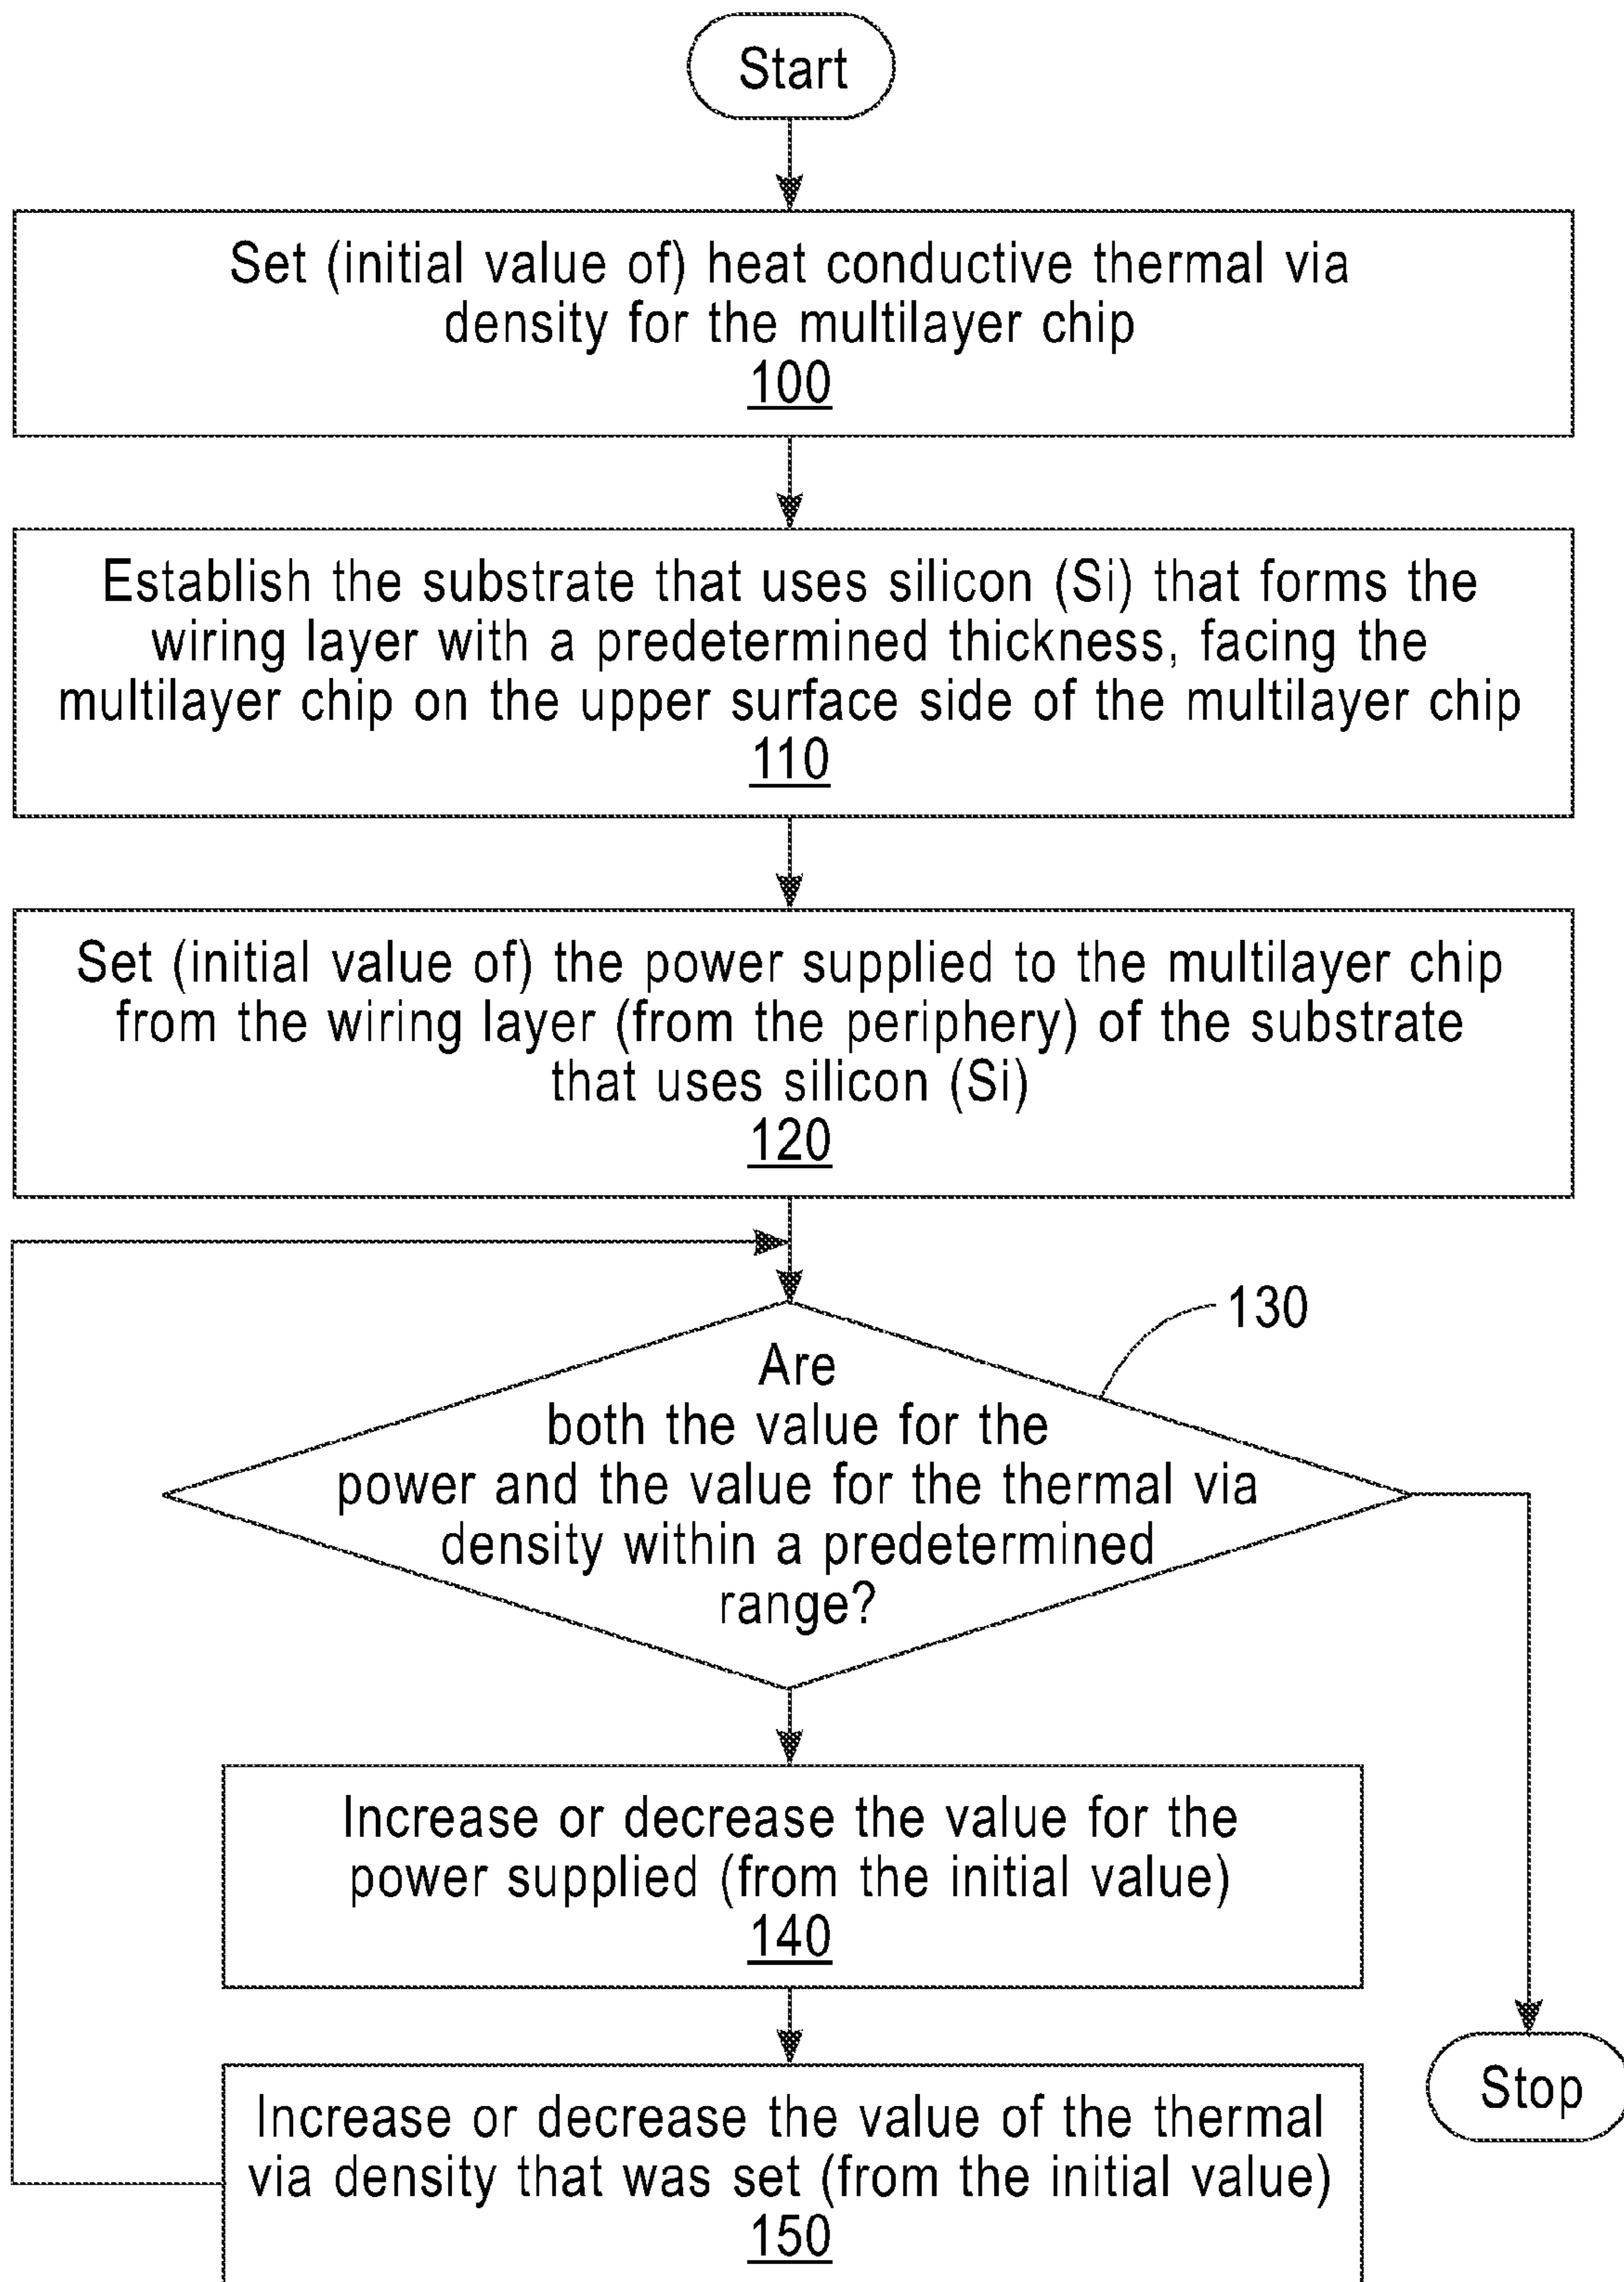 Start
Set (initial value of) heat conductive thermal via
density for the multilayer chip
100
Establish the substrate that uses silicon (Si) that forms the
wiring layer with a predetermined thickness, facing the
multilayer chip on the upper surface side of the multilayer chip
110
Set (initial value of) the power supplied to the multilayer chip
from the wiring layer (from the periphery) of the substrate
that uses silicon (Si)
120
130
Are
both the value for the
power and the value for the thermal via
density within a predetermined
range?
Increase or decrease the value for the
power supplied (from the initial value)
140
Stop
Increase or decrease the value of the thermal
via density that was set (from the initial value)
150